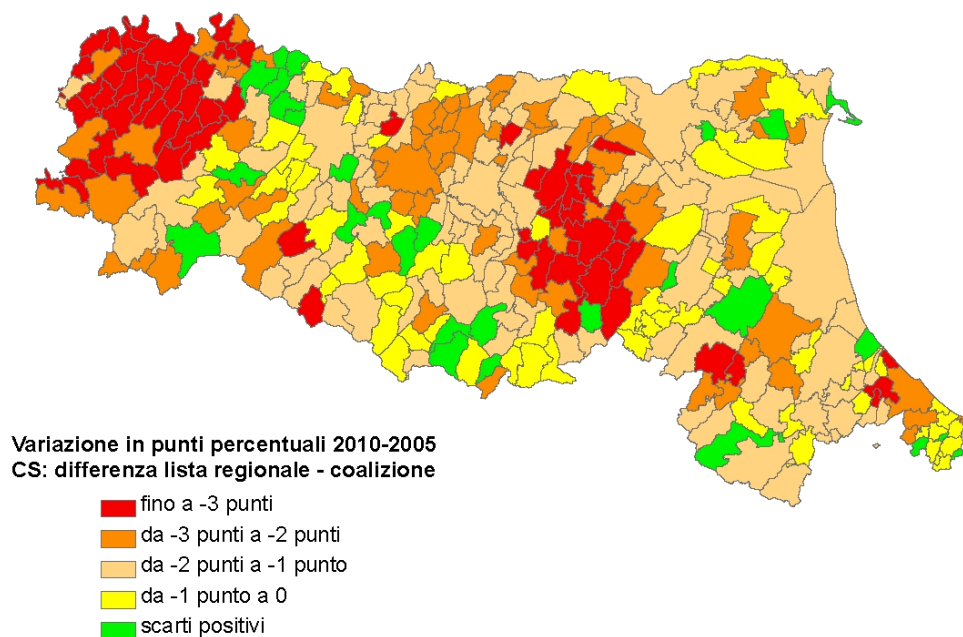 Variazione in punti percentuali 2010-2005
CS: differenza lista regionale - coalizione
fino a -3 punti
da -3 punti a -2 punti
da -2 punti a -1 punto
da -1 punto a 0
scarti positivi